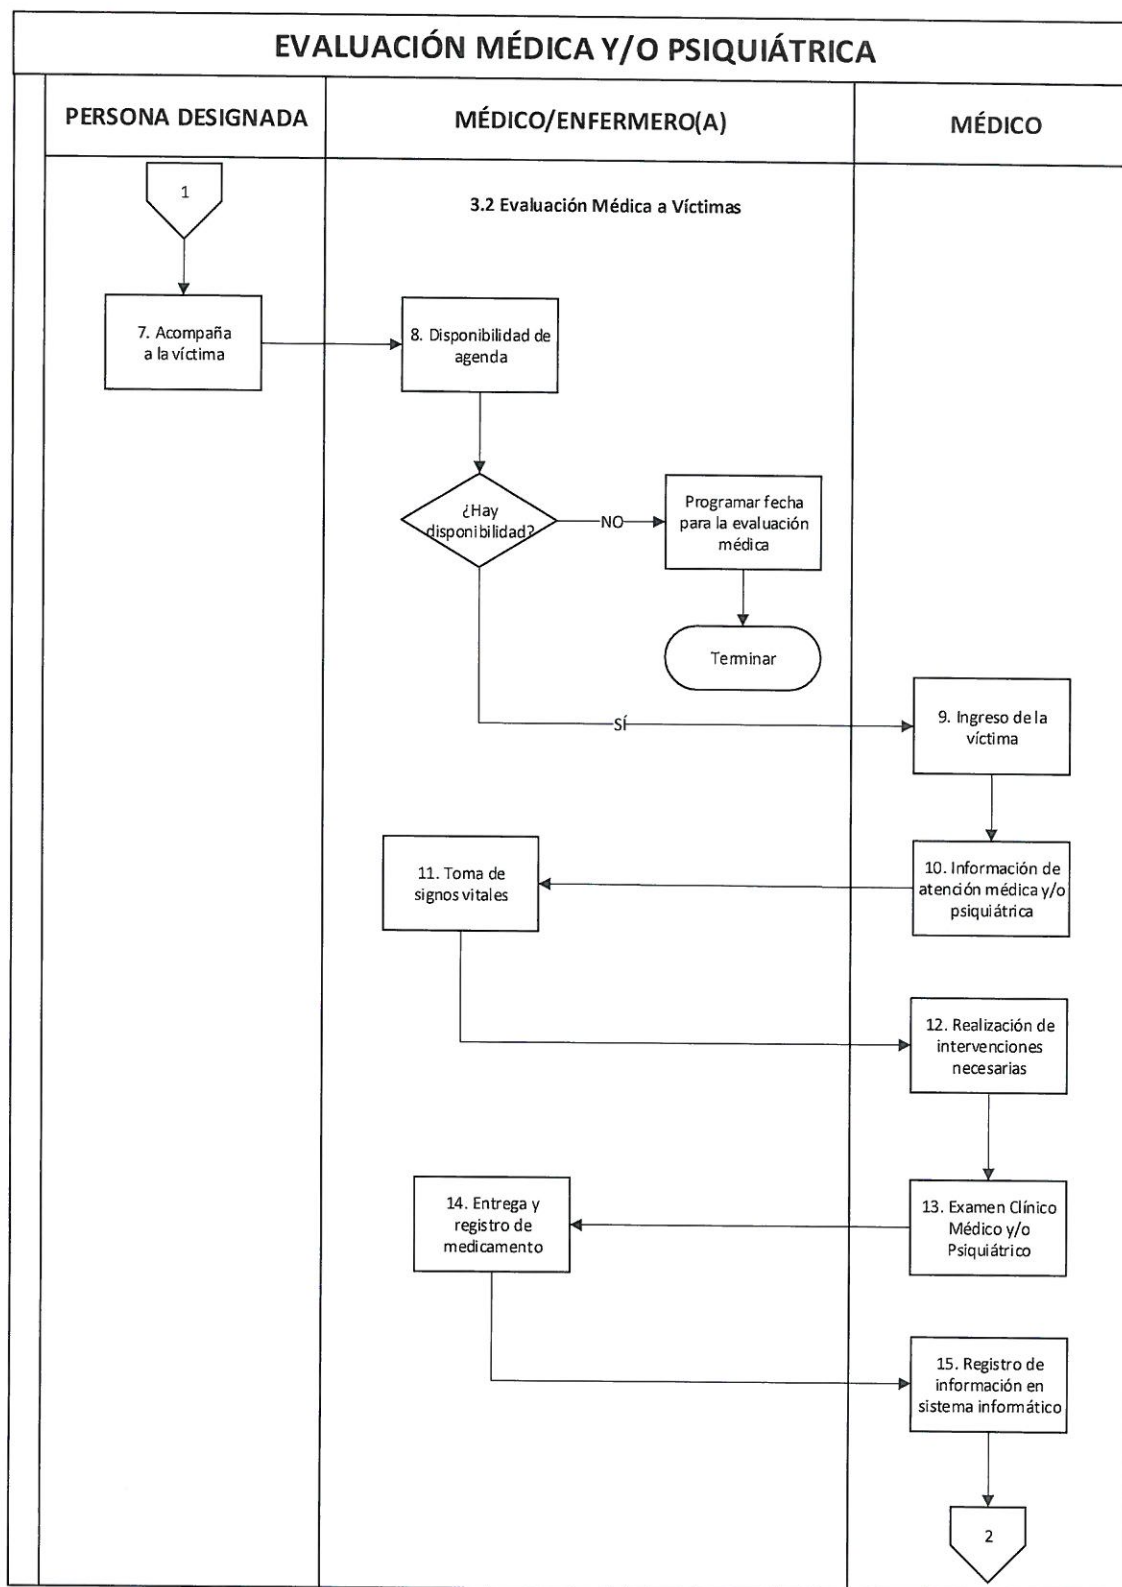 EVALUACIÓN MÉDICA Y/O PSIQUIÁTRICA
PERSONA DESIGNADA
MÉDICO/ENFERMERO(A)
MÉDICO
1
3.2 Evaluación Médica a Víctimas
7. Acompaña
a la víctima
8. Disponibilidad de
agenda
¿Hay
disponibilidad?
NO
Programar fecha
para la evaluación
médica
Terminar
SÍ
9. Ingreso de la
víctima
10. Información de
atención médica y/o
psiquiátrica
11. Toma de
signos vitales
12. Realización de
intervenciones
necesarias
13. Examen Clínico
Médico y/o
Psiquiátrico
14. Entrega y
registro de
medicamento
15. Registro de
información en
sistema informático
2